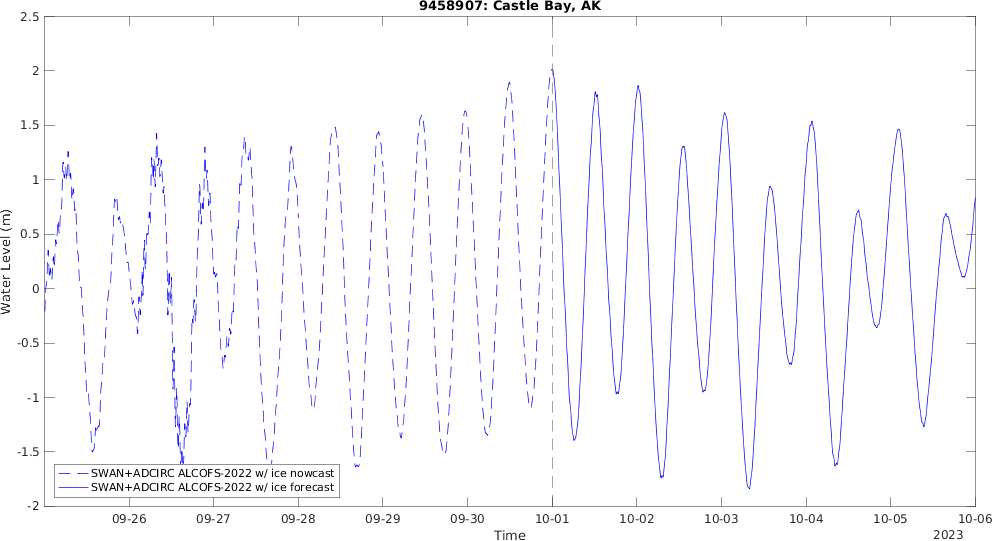 9458907: Castle Bay, AK
2.5
2
1.5
1
0.5
0
-0.5
-1
-1.5
-2
Water Level (m)
SWAN+ADCIRC ALCOFS-2022 w/ ice nowcast
SWAN+ADCIRC ALCOFS-2022 w/ ice forecast
09-26 09-27 09-28 09-29 09-30 10-01 10-02 10-03 10-04 10-05 10-06
Time
2023